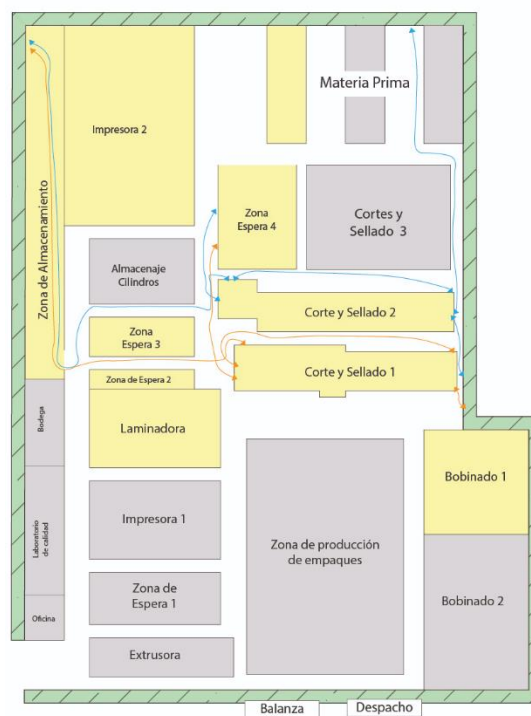 Materia Prima
Impresora 2
Zona de Almacenamiento
Zona
Espera 4
Cortes y
Sellado 3
Almacenaje
Cilindros
Corte y Sellado 2
Zona
Espera 3
Zona de Espera 2
Corte y Sellado 1
Bodega
Laminadora
Bobinado 1
Laboratorio
de calidad
Impresora 1
Zona de producción
de empaques
Zona de
Espera 1
Bobinado 2
Oficina
Extrusora
Balanza
Despacho